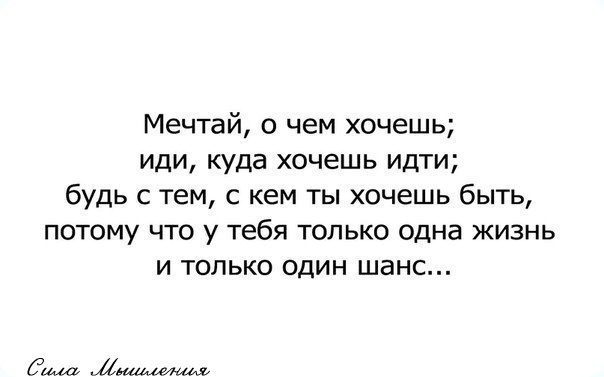 Мечтай, о чем хочешь;
иди, куда хочешь идти;
будь с тем, с кем ты хочешь быть,
потому что у тебя только одна жизнь
и только один шанс...
Сила Мышления